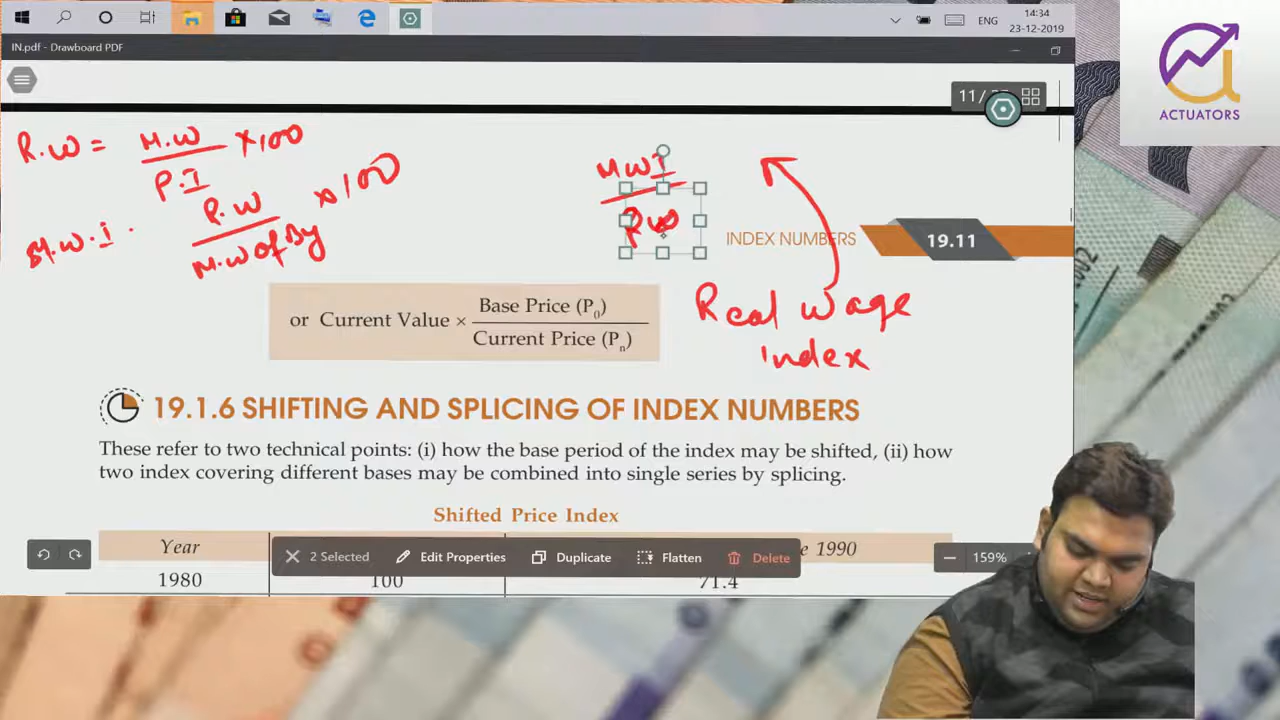 14:34
ENG
23-12-2019
IN.pdf - Drawboard PDF
ACTUATORS
R.W = M.W / P.I × 100
M.W.I. R.W / M.W of By × 100
MWI
INDEX NUMBERS 19.11
or Current Value × Base Price (P0) / Current Price (Pn)
Real wage
index
19.1.6 SHIFTING AND SPLICING OF INDEX NUMBERS
These refer to two technical points: (i) how the base period of the index may be shifted, (ii) how
two index covering different bases may be combined into single series by splicing.
Shifted Price Index
Year 1990
2 Selected Edit Properties Duplicate Flatten Delete
159%
1980 100 71.4